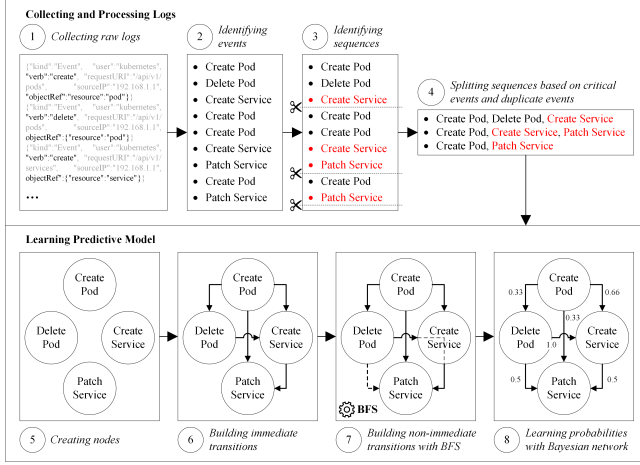 Collecting and Processing Logs
1 Collecting raw logs
{"kind":"Event", "user":"kubernetes",
"verb":"create", "requestURI":"/api/v1/
pods", "sourceIP":"192.168.1.1",
"objectRef":{"resource":"pod"}}
{"kind":"Event", "user":"kubernetes",
"verb":"delete", "requestURI":"/api/v1/
pods", "sourceIP":"192.168.1.1",
"objectRef":{"resource":"pod"}}
{"kind":"Event", "user":"kubernetes",
"verb":"create", "requestURI":"/api/v1/
services", "sourceIP":"192.168.1.1",
objectRef":{"resource":"service"}}
...
2 Identifying
events
• Create Pod
• Delete Pod
• Create Service
• Create Pod
• Create Pod
• Create Service
• Patch Service
• Create Pod
• Patch Service
3 Identifying
sequences
• Create Pod
• Delete Pod
• Create Service
• Create Pod
• Create Pod
• Create Service
• Patch Service
• Create Pod
• Patch Service
4 Splitting sequences based on critical
events and duplicate events
• Create Pod, Delete Pod, Create Service
• Create Pod, Create Service, Patch Service
• Create Pod, Patch Service
Learning Predictive Model
Create
Pod
Delete
Pod
Create
Service
Patch
Service
5 Creating nodes
Create
Pod
Delete
Pod
Create
Service
Patch
Service
6 Building immediate
transitions
Create
Pod
Delete
Pod
Create
Service
Patch
Service
BFS
7 Building non-immediate
transitions with BFS
Create
Pod
0.33
0.66
0.33
Delete
Pod
1.0
Create
Service
0.5
0.5
Patch
Service
8 Learning probabilities
with Bayesian network